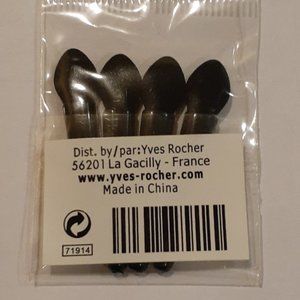 Dist. by/par:Yves Rocher
56201 La Gacilly - France
www.yves-rocher.com
Made in China
71914